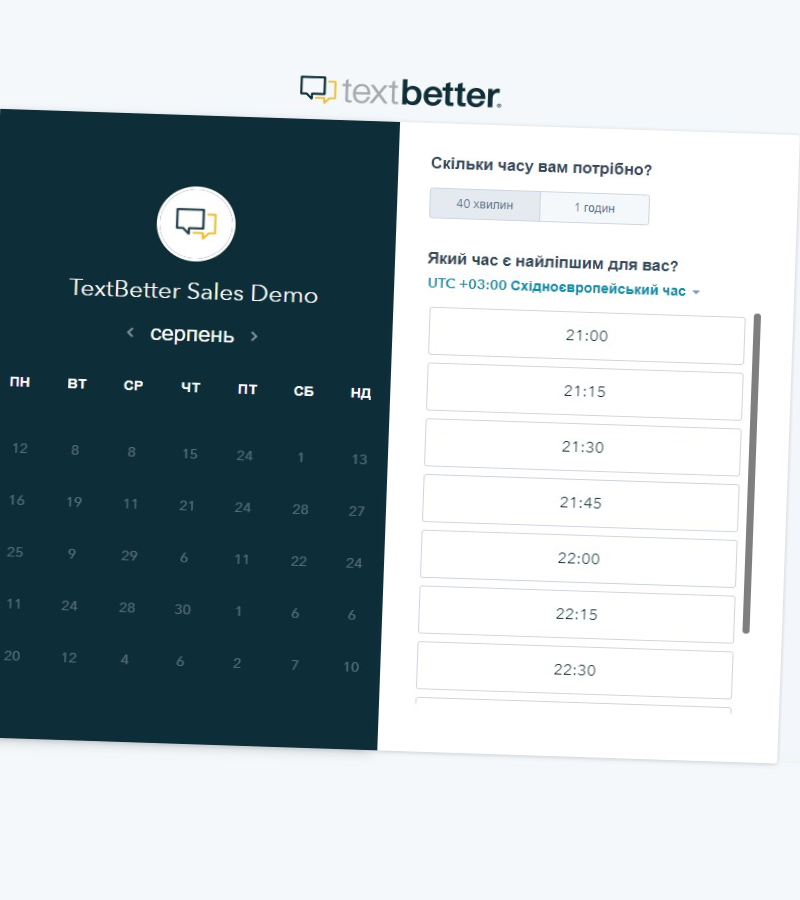 textbetter.
TextBetter Sales Demo
серпень
ПН ВТ СР ЧТ ПТ СБ НД
12 8 8 15 24 1 13
16 19 11 21 24 28 27
25 9 29 6 11 22 24
11 24 28 30 1 6 6
20 12 4 6 2 7 10
Скільки часу вам потрібно?
40 хвилин 1 годин
Який час є найліпшим для вас?
UTC +03:00 Східноєвропейський час
21:00
21:15
21:30
21:45
22:00
22:15
22:30